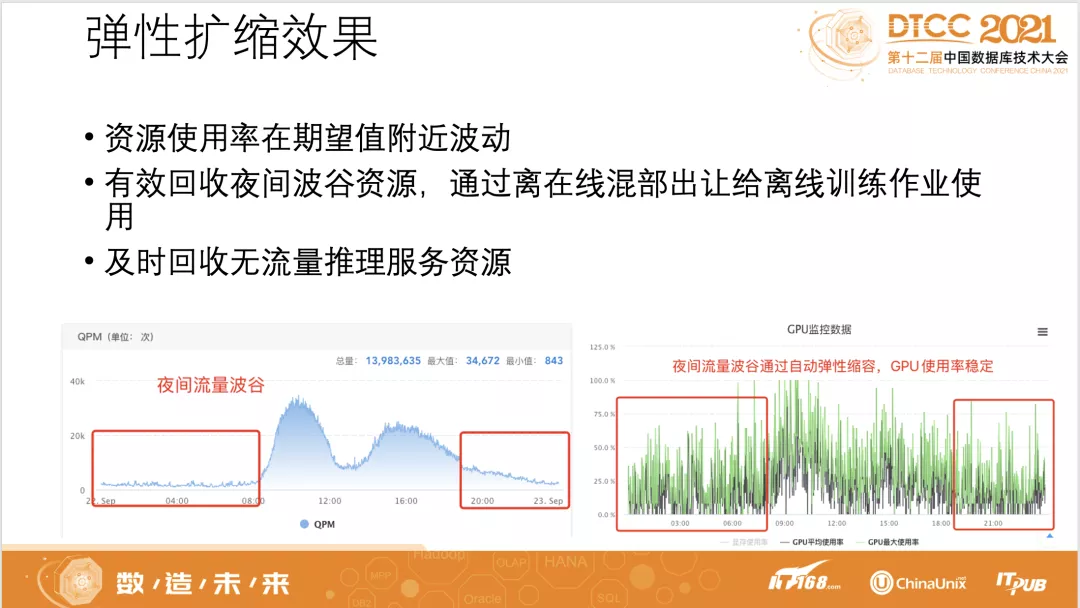 弹性扩缩效果
DTCC 2021
第十二届中国数据库技术大会
DATABASE TECHNOLOGY CONFERENCE CHINA 2021
• 资源使用率在期望值附近波动
• 有效回收夜间波谷资源，通过离在线混部出让给离线训练作业使
用
• 及时回收无流量推理服务资源
QPM（单位：次）
总量： 13,983,635 最大值： 34,672 最小值： 843
夜间流量波谷
40k
20k
0
22. Sep 04:00 08:00 12:00 16:00 20:00 23. Sep
QPM
GPU监控数据
夜间流量波谷通过自动弹性缩容，GPU使用率稳定
125.0 %
100.0 %
75.0 %
50.0 %
25.0 %
0.0 %
03:00 06:00 09:00 12:00 15:00 18:00 21:00
显存使用率 GPU平均使用率 GPU最大使用率
数/造/未/来
Hadoop
OLAP
HANA
MPP
DB2
Oracle
SQL
IT168.com
ChinaUnix.net
ITPUB